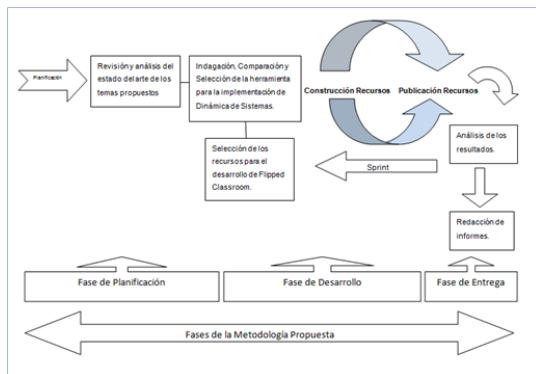 Planificación
Revisión y análisis del
estado del arte de los
temas propuestos
Indagación, Comparación y
Selección de la herramienta
para la implementación de
Dinámica de Sistemas.
Selección de los
recursos para el
desarrollo de Flipped
Classroom.
Construcción Recursos
Publicación Recursos
Análisis de los
resultados.
Sprint
Redacción de
informes.
Fase de Planificación
Fase de Desarrollo
Fase de Entrega
Fases de la Metodología Propuesta